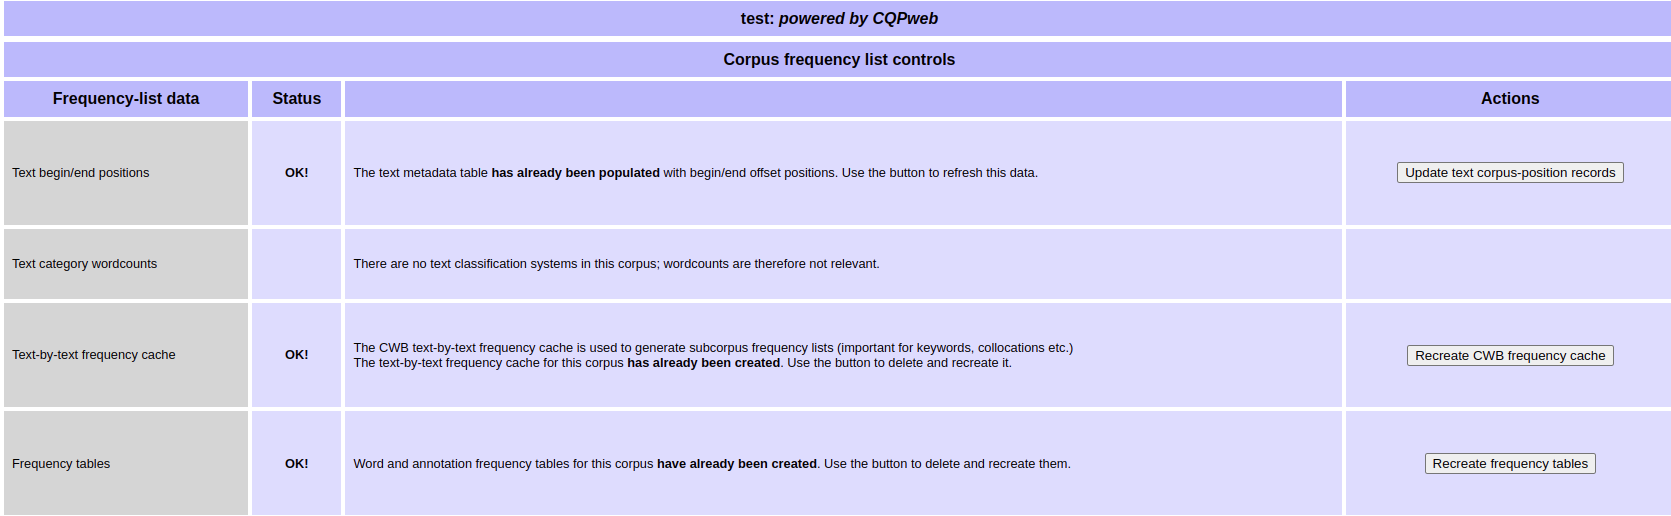 test: powered by CQPweb
Corpus frequency list controls
Frequency-list data Status Actions
Text begin/end positions OK! The text metadata table has already been populated with begin/end offset positions. Use the button to refresh this data. Update text corpus-position records
Text category wordcounts There are no text classification systems in this corpus; wordcounts are therefore not relevant.
Text-by-text frequency cache OK! The CWB text-by-text frequency cache is used to generate subcorpus frequency lists (important for keywords, collocations etc.)
The text-by-text frequency cache for this corpus has already been created. Use the button to delete and recreate it. Recreate CWB frequency cache
Frequency tables OK! Word and annotation frequency tables for this corpus have already been created. Use the button to delete and recreate them. Recreate frequency tables